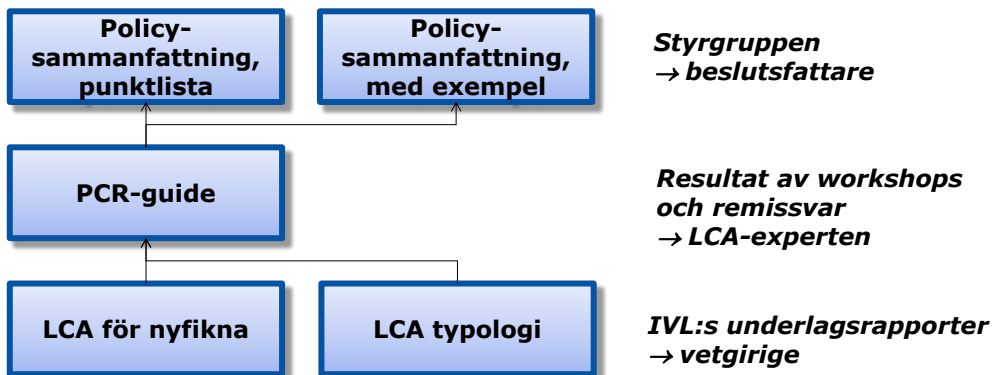 Policy-
sammanfattning,
punktlista
Policy-
sammanfattning,
med exempel
Styrgruppen
→ beslutsfattare
PCR-guide
Resultat av workshops
och remissvar
→ LCA-experten
LCA för nyfikna
LCA typologi
IVL:s underlagsrapporter
→ vetgirige